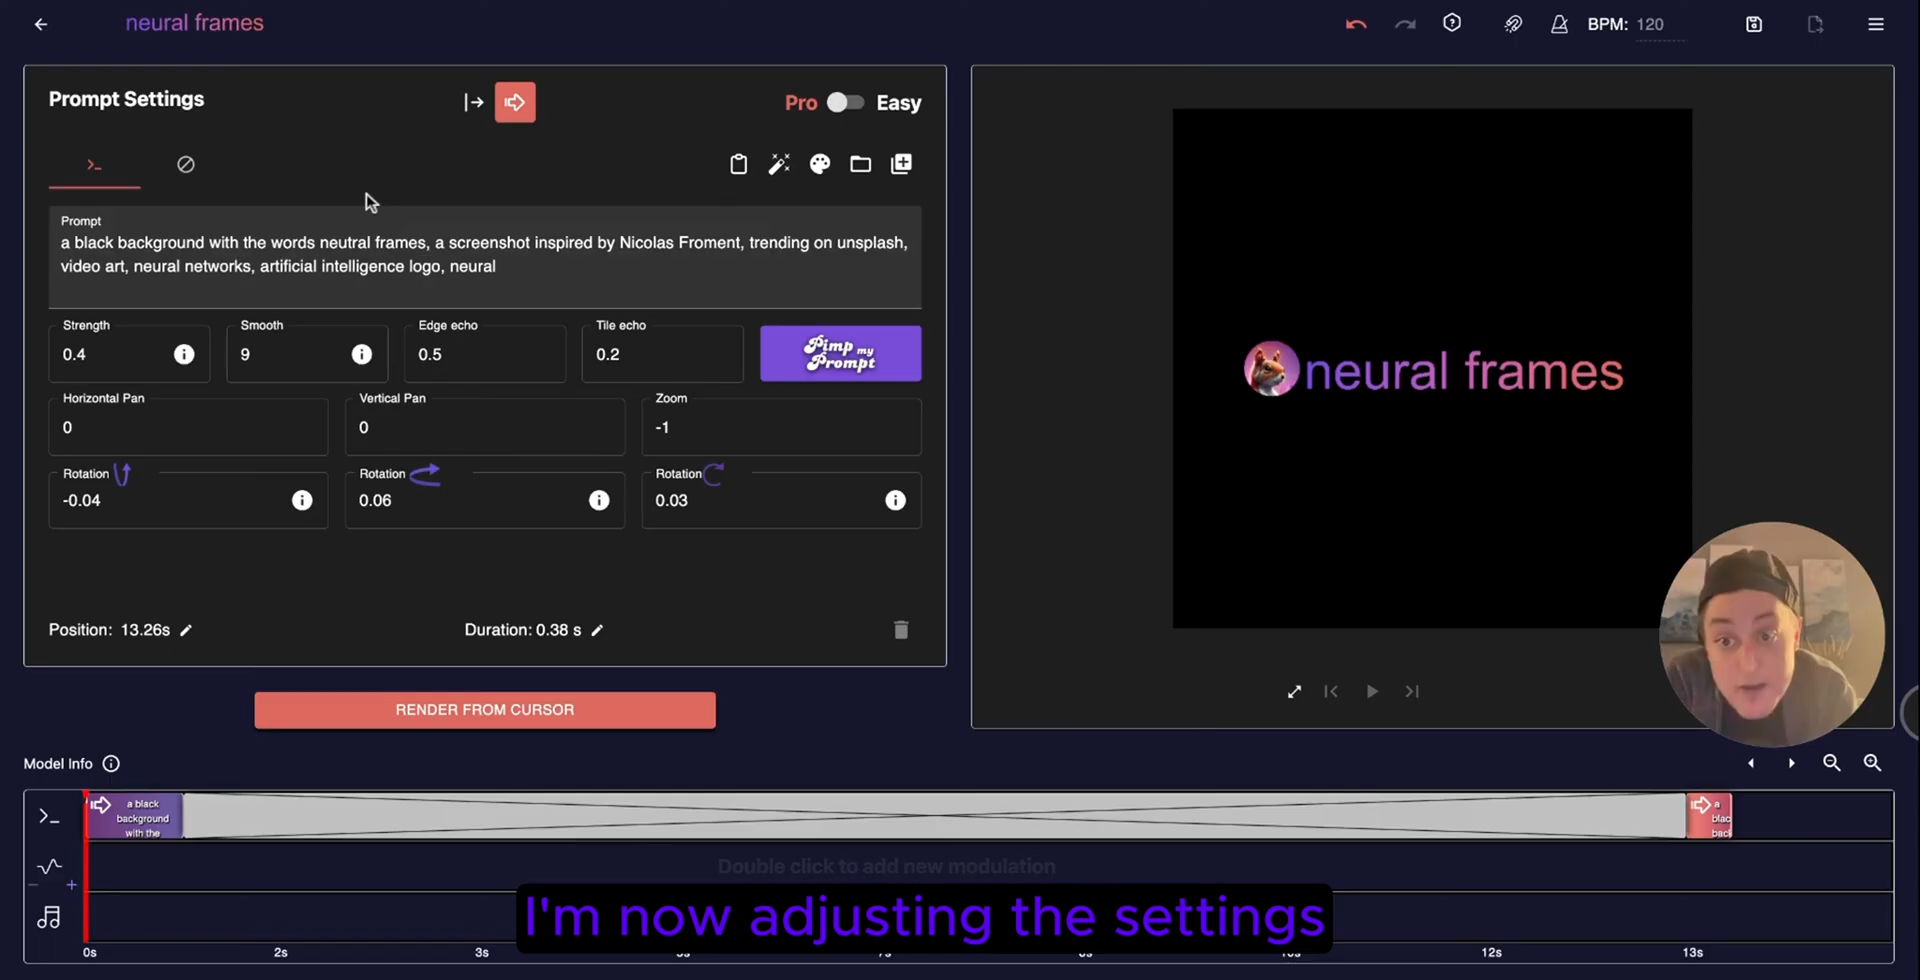 neural frames
BPM: 120
Prompt Settings
Pro
Easy
Prompt
a black background with the words neutral frames, a screenshot inspired by Nicolas Froment, trending on unsplash,
video art, neural networks, artificial intelligence logo, neural
Strength
0.4
Smooth
9
Edge echo
0.5
Tile echo
0.2
Pimp my
Prompt
Horizontal Pan
0
Vertical Pan
0
Zoom
-1
Rotation
-0.04
Rotation
0.06
Rotation
0.03
Position: 13.26s
Duration: 0.38 s
RENDER FROM CURSOR
neural frames
Model Info
a black
background
with the
a
blac
back
Double click to add new modulation
I'm now adjusting the settings
0s
2s
3s
12s
13s